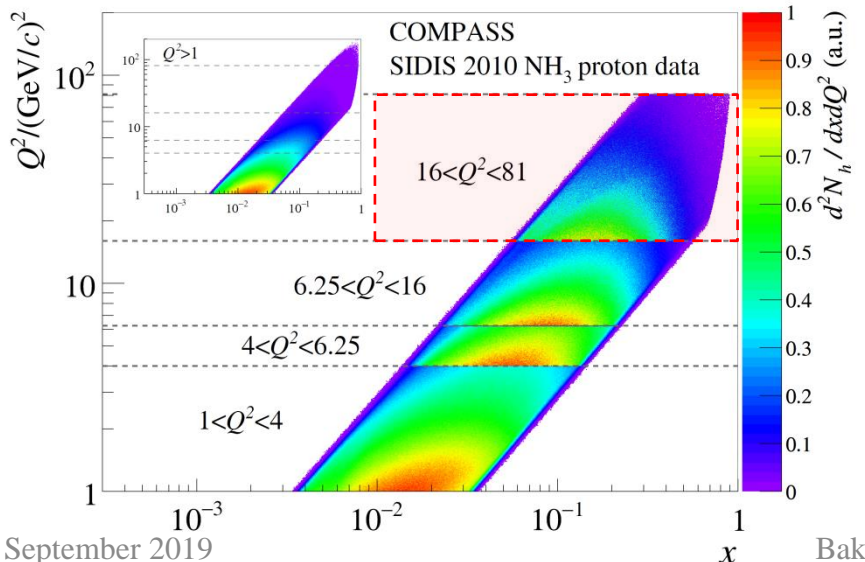 COMPASS
SIDIS 2010 NH₃ proton data
Q²/(GeV/c)²
Q²>1
10²
10
1
10⁻³ 10⁻² 10⁻¹ 1
10²
10
1
16<Q²<81
6.25<Q²<16
4<Q²<6.25
1<Q²<4
10⁻³ 10⁻² 10⁻¹ 1
x
1
0.9
0.8
0.7
0.6
0.5
0.4
0.3
0.2
0.1
0
d²N_h / dxdQ² (a.u.)
September 2019 Bak